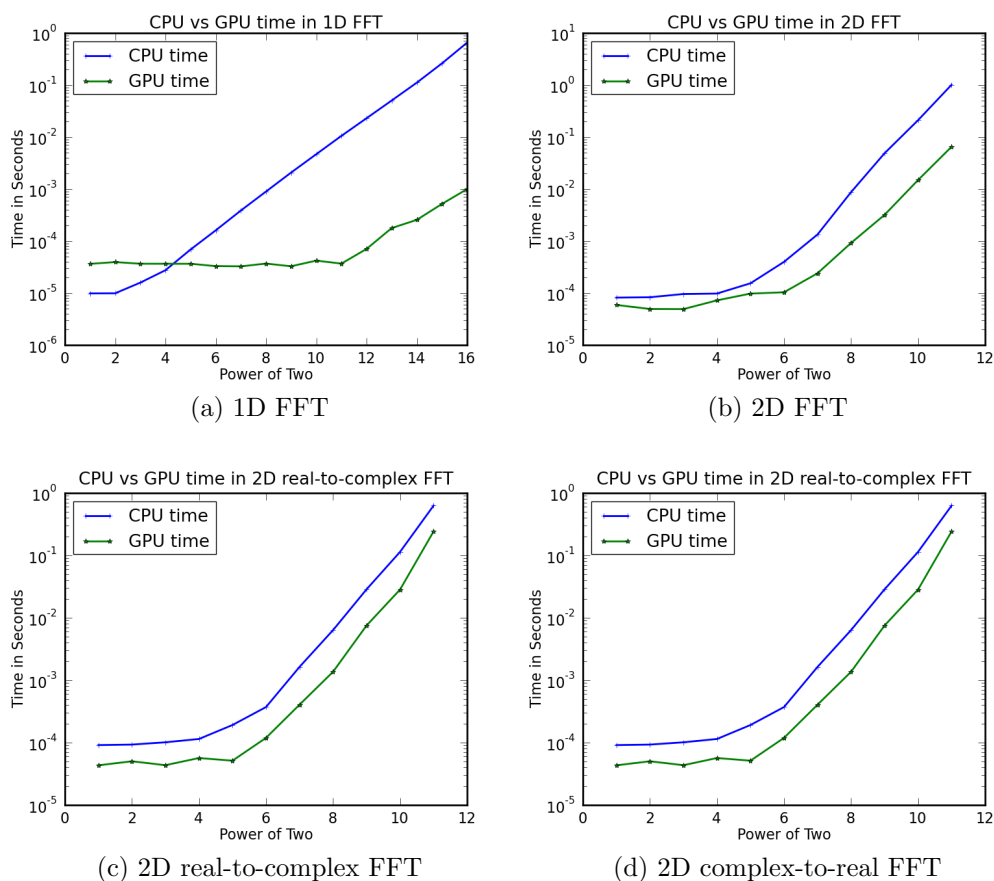 CPU vs GPU time in 1D FFT
10^0
10^-1
10^-2
10^-3
10^-4
10^-5
10^-6
Time in Seconds
CPU time
GPU time
0 2 4 6 8 10 12 14 16
Power of Two
(a) 1D FFT
CPU vs GPU time in 2D FFT
10^1
10^0
10^-1
10^-2
10^-3
10^-4
10^-5
Time in Seconds
CPU time
GPU time
0 2 4 6 8 10 12
Power of Two
(b) 2D FFT
CPU vs GPU time in 2D real-to-complex FFT
10^0
10^-1
10^-2
10^-3
10^-4
10^-5
Time in Seconds
CPU time
GPU time
0 2 4 6 8 10 12
Power of Two
(c) 2D real-to-complex FFT
CPU vs GPU time in 2D real-to-complex FFT
10^0
10^-1
10^-2
10^-3
10^-4
10^-5
Time in Seconds
CPU time
GPU time
0 2 4 6 8 10 12
Power of Two
(d) 2D complex-to-real FFT